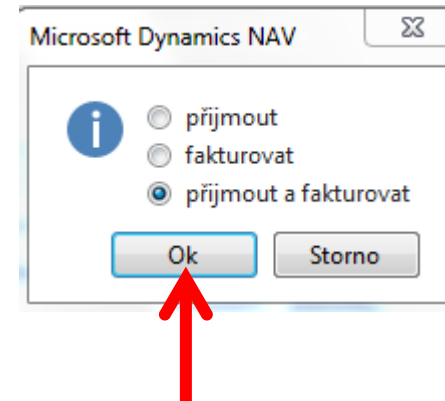 Microsoft Dynamics NAV
přijmout
fakturovat
přijmout a fakturovat
Ok
Storno